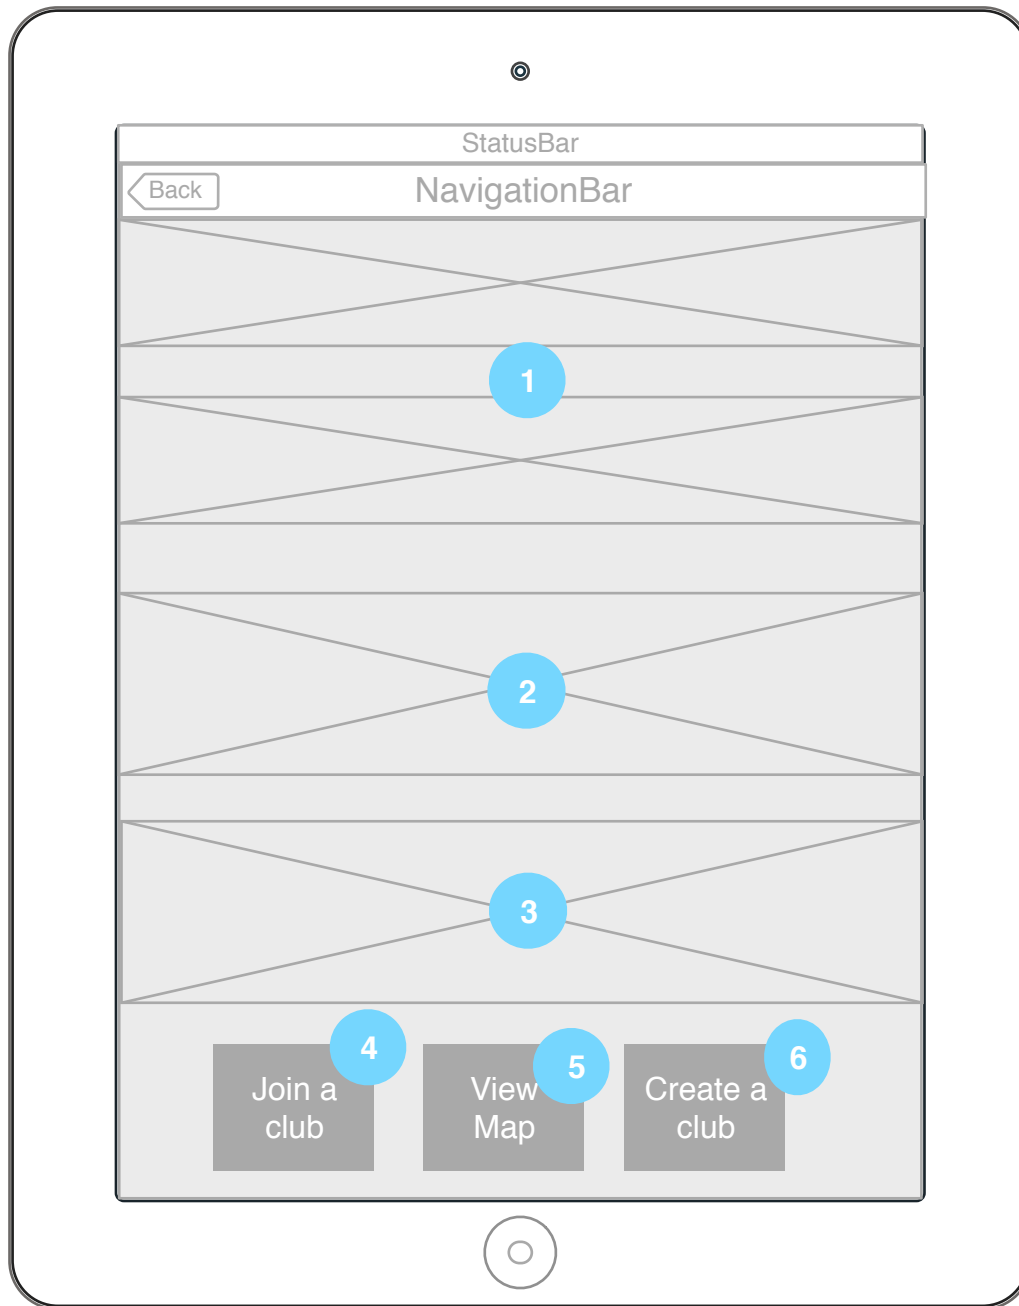 StatusBar
Back
NavigationBar
1
2
3
4
5
6
Join a
club
View
Map
Create a
club